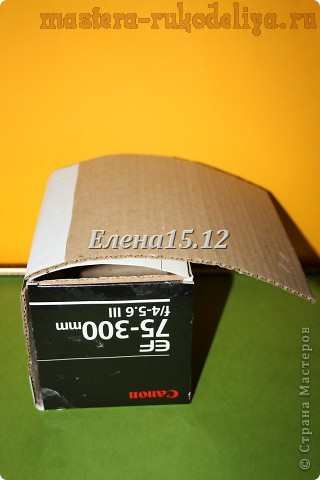 mastera-rukodeliya.ru
Елена15.12
Canon
EF
75-300mm
f/4-5.6 III
© Страна Мастеров